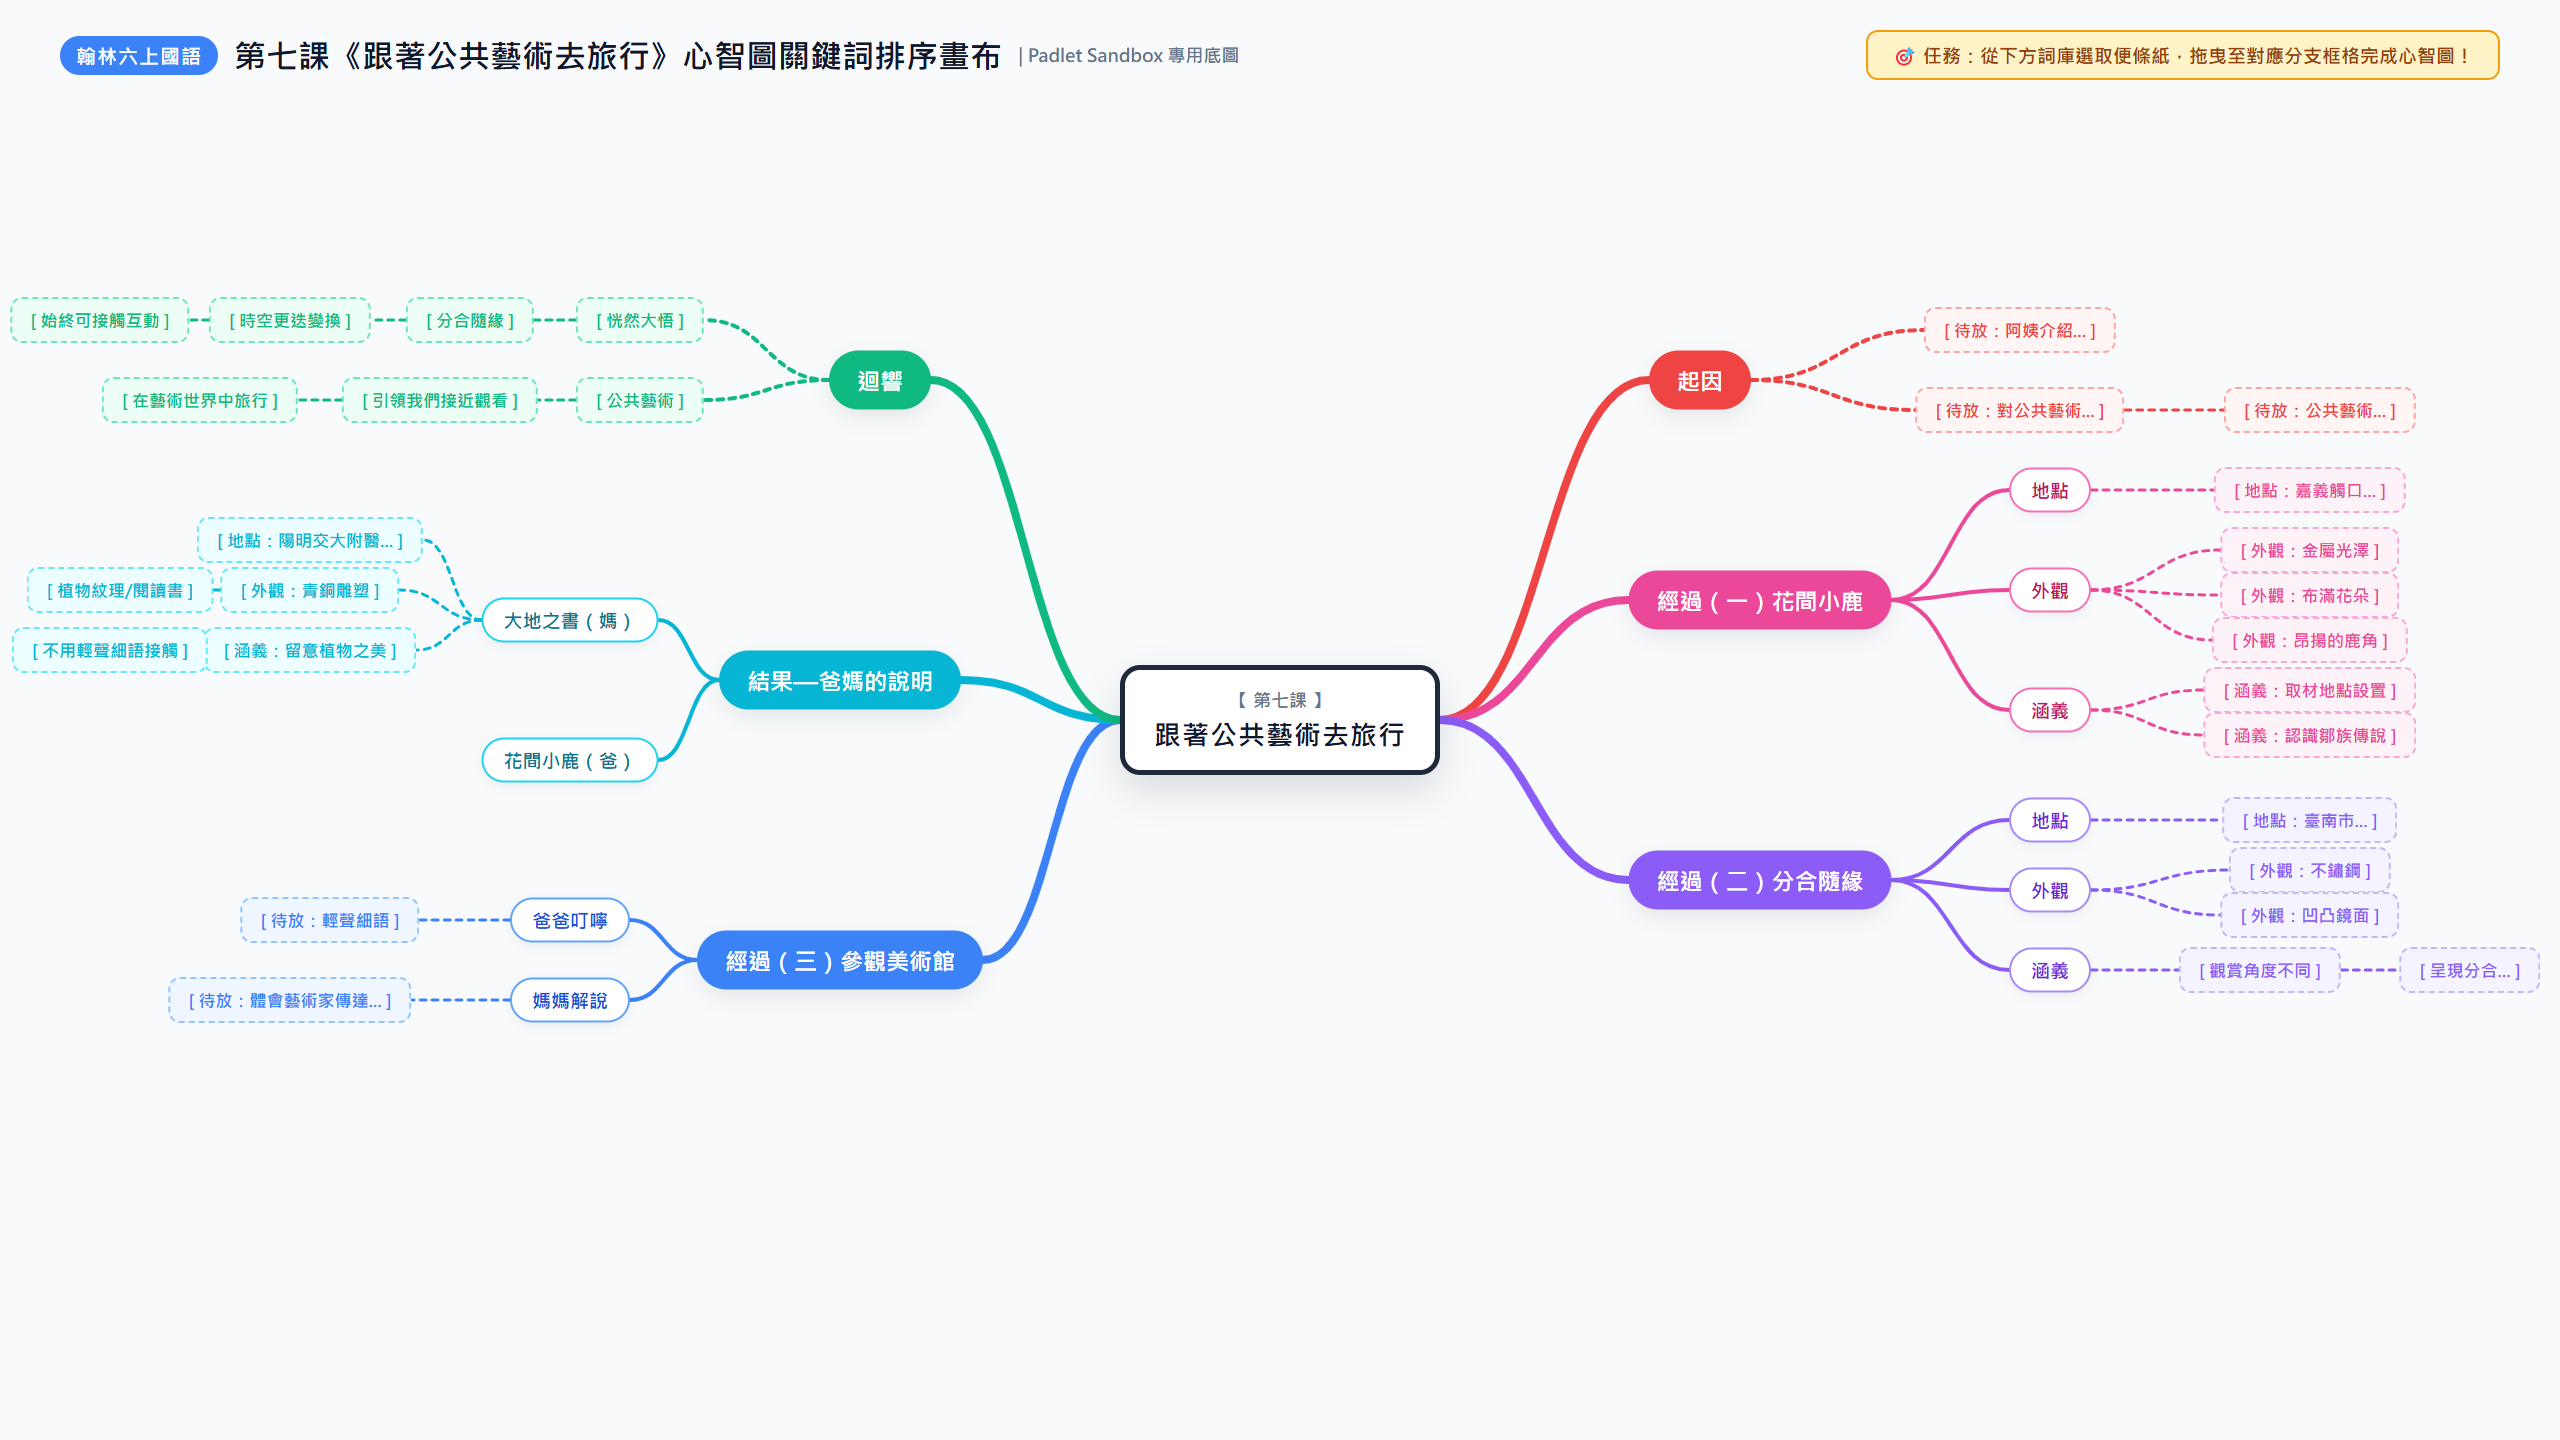 翰林六上國語
第七課《跟著公共藝術去旅行》心智圖關鍵詞排序畫布
| Padlet Sandbox 專用底圖
🎯 任務：從下方詞庫選取便條紙，拖曳至對應分支框格完成心智圖！
[ 始終可接觸互動 ]
[ 時空更迭變換 ]
[ 分合隨緣 ]
[ 恍然大悟 ]
[ 在藝術世界中旅行 ]
[ 引領我們接近觀看 ]
[ 公共藝術 ]
迴響
[ 地點：陽明交大附醫... ]
[ 植物紋理/閱讀書 ]
[ 外觀：青銅雕塑 ]
[ 不用輕聲細語接觸 ]
[ 涵義：留意植物之美 ]
大地之書（媽）
花間小鹿（爸）
結果—爸媽的說明
[ 待放：輕聲細語 ]
爸爸叮嚀
[ 待放：體會藝術家傳達... ]
媽媽解說
經過（三）參觀美術館
【 第七課 】
跟著公共藝術去旅行
起因
[ 待放：阿姨介紹... ]
[ 待放：對公共藝術... ]
[ 待放：公共藝術... ]
經過（一）花間小鹿
地點
[ 地點：嘉義觸口... ]
外觀
[ 外觀：金屬光澤 ]
[ 外觀：布滿花朵 ]
[ 外觀：昂揚的鹿角 ]
涵義
[ 涵義：取材地點設置 ]
[ 涵義：認識鄒族傳說 ]
經過（二）分合隨緣
地點
[ 地點：臺南市... ]
外觀
[ 外觀：不鏽鋼 ]
[ 外觀：凹凸鏡面 ]
涵義
[ 觀賞角度不同 ]
[ 呈現分合... ]